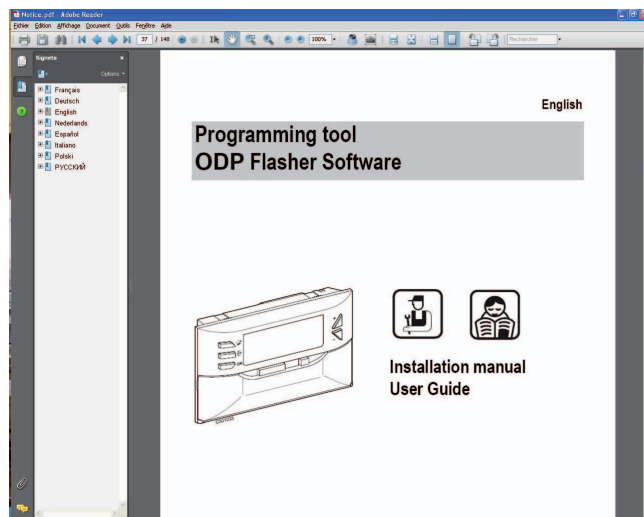 Notice.pdf - Adobe Reader
Fichier Edition Affichage Document Outils Fenêtre Aide
37 / 148 100% Rechercher
Signets
Options
Français
Deutsch
English
Nederlands
Español
Italiano
Polski
РУССКИЙ
English
Programming tool
ODP Flasher Software
Installation manual
User Guide